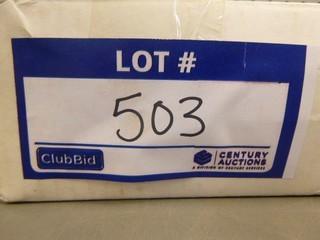 LOT #
503
ClubBid
CENTURY
AUCTIONS
A DIVISION OF CENTURY SERVICES